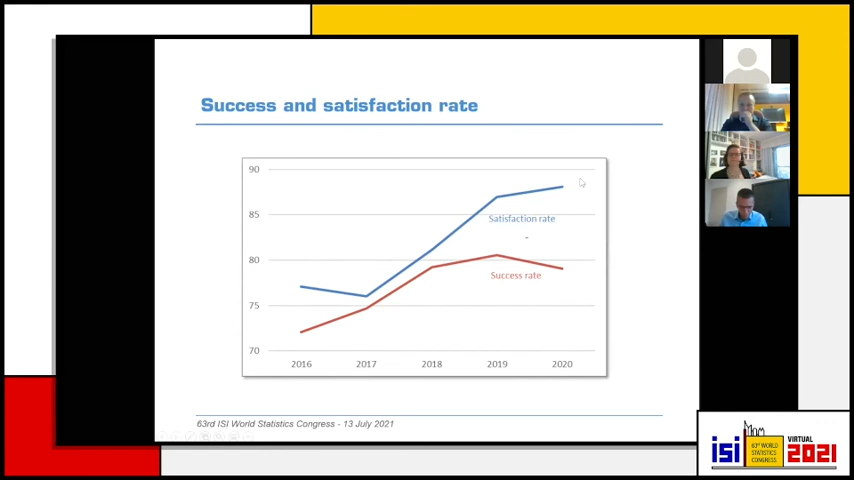 Success and satisfaction rate
90
85
80
75
70
Satisfaction rate
Success rate
2016 2017 2018 2019 2020
63rd ISI World Statistics Congress - 13 July 2021
isi
63rd WORLD
STATISTICS
CONGRESS
VIRTUAL
2021